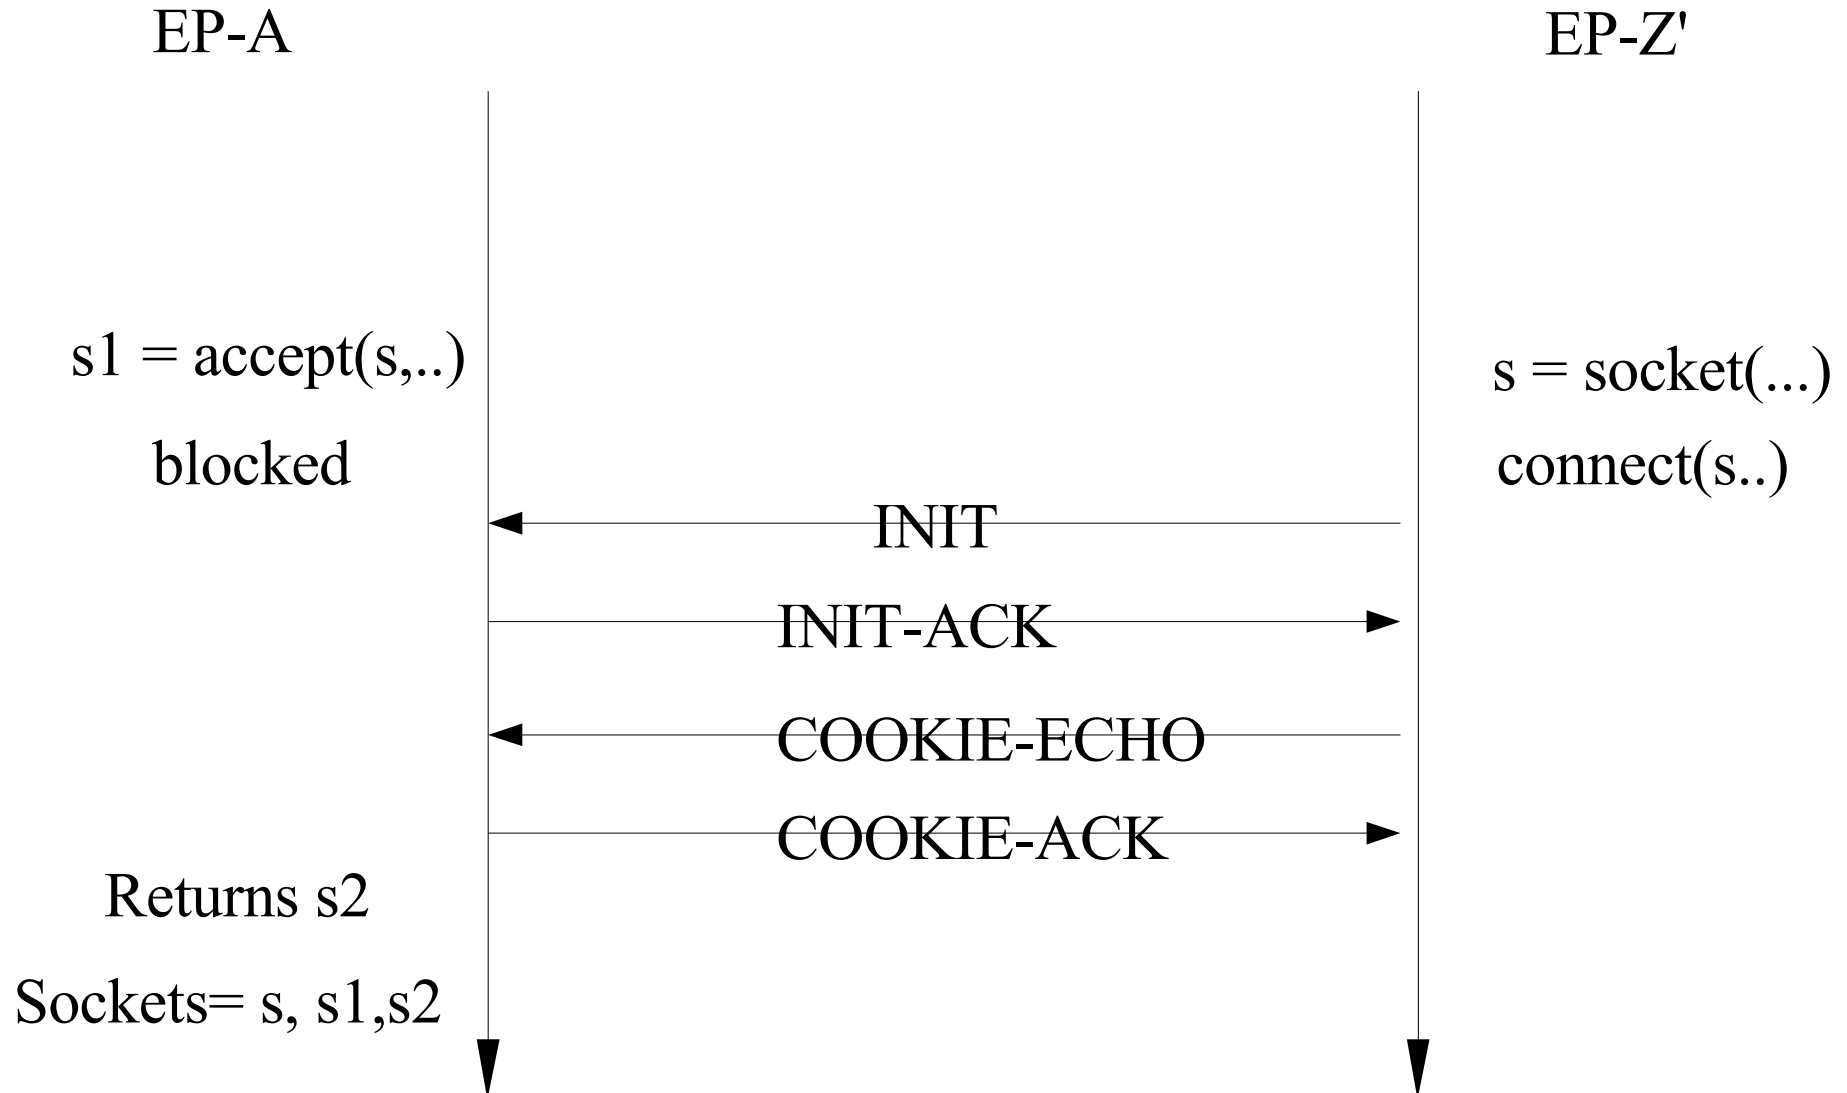 EP-A
EP-Z'
s1 = accept(s,..)
blocked
s = socket(...)
connect(s..)
INIT
INIT-ACK
COOKIE-ECHO
COOKIE-ACK
Returns s2
Sockets= s, s1,s2